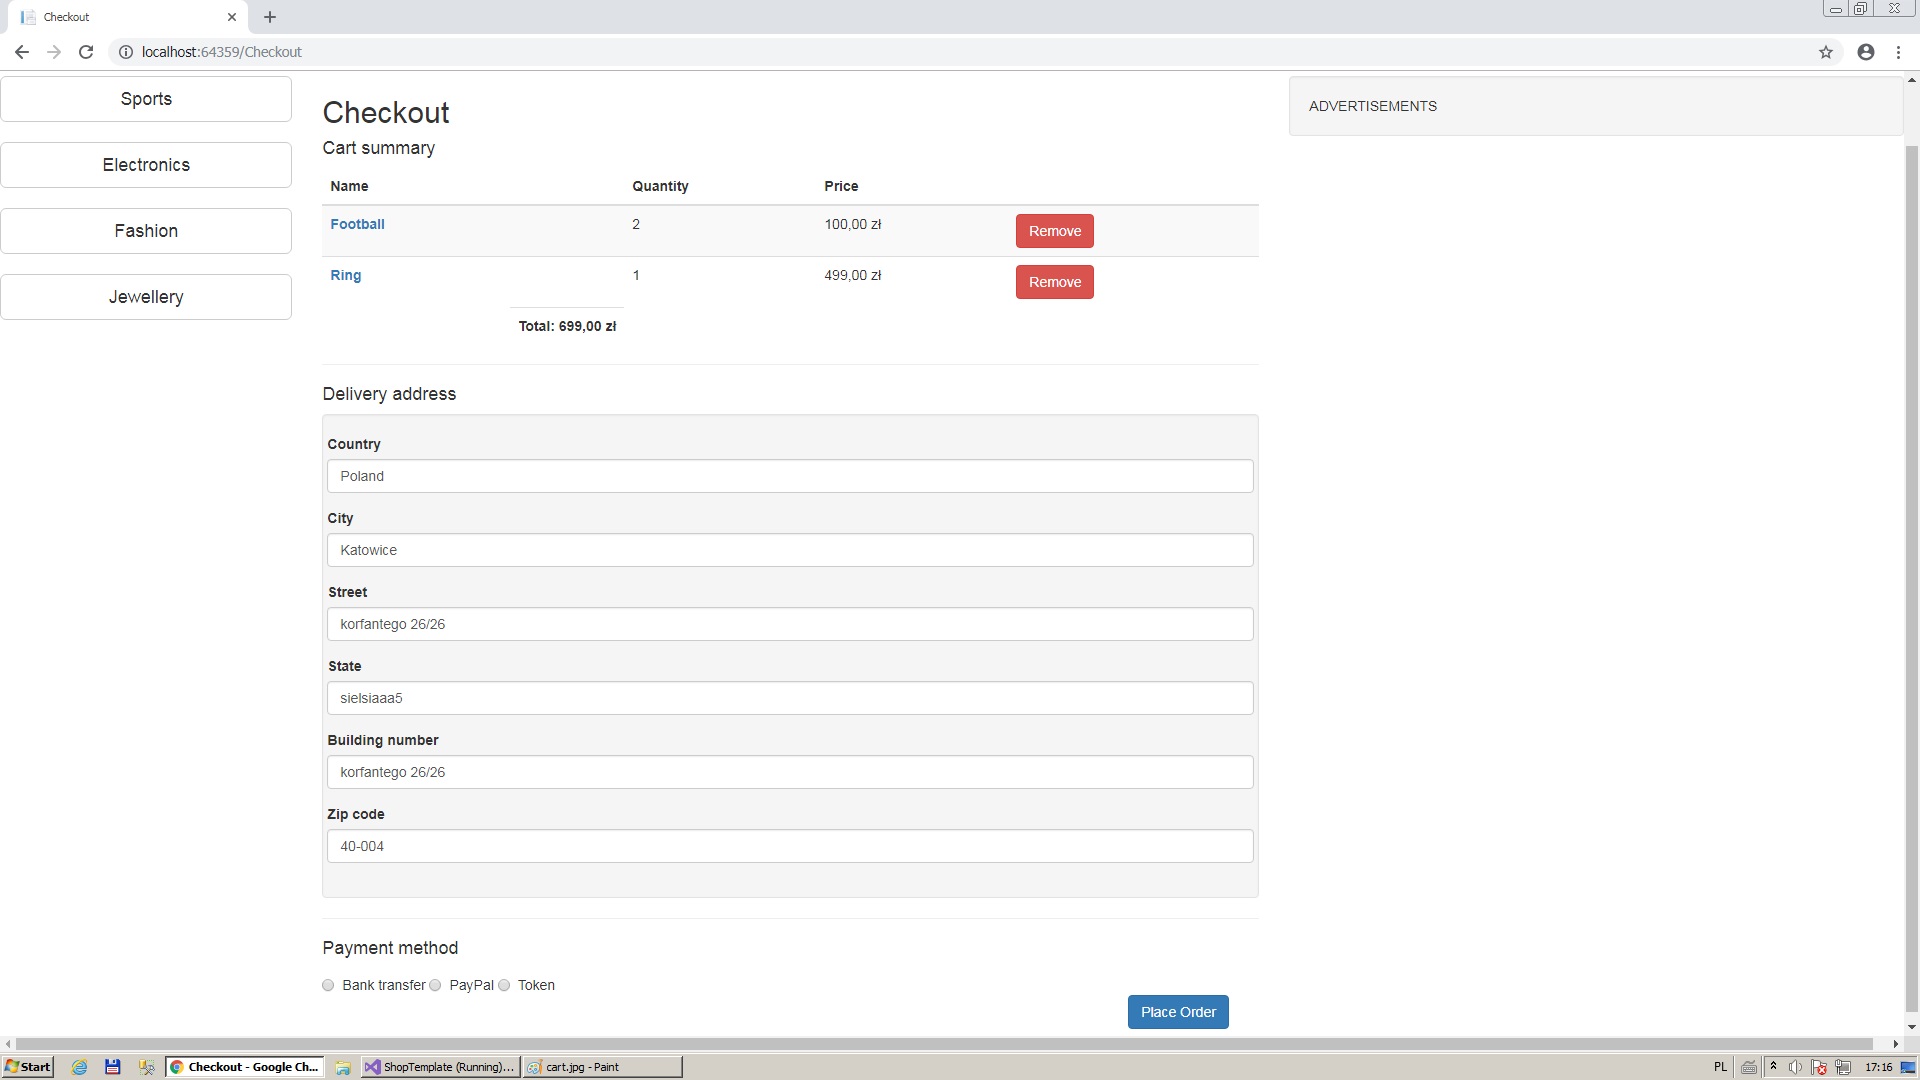 Checkout
localhost:64359/Checkout
Sports
Electronics
Fashion
Jewellery
Checkout
Cart summary
Name Quantity Price
Football 2 100,00 zł Remove
Ring 1 499,00 zł Remove
Total: 699,00 zł
Delivery address
Country
Poland
City
Katowice
Street
korfantego 26/26
State
sielsiaaa5
Building number
korfantego 26/26
Zip code
40-004
Payment method
Bank transfer PayPal Token
Place Order
ADVERTISEMENTS
Start Checkout - Google Ch... ShopTemplate (Running)... cart.jpg - Paint PL 17:16